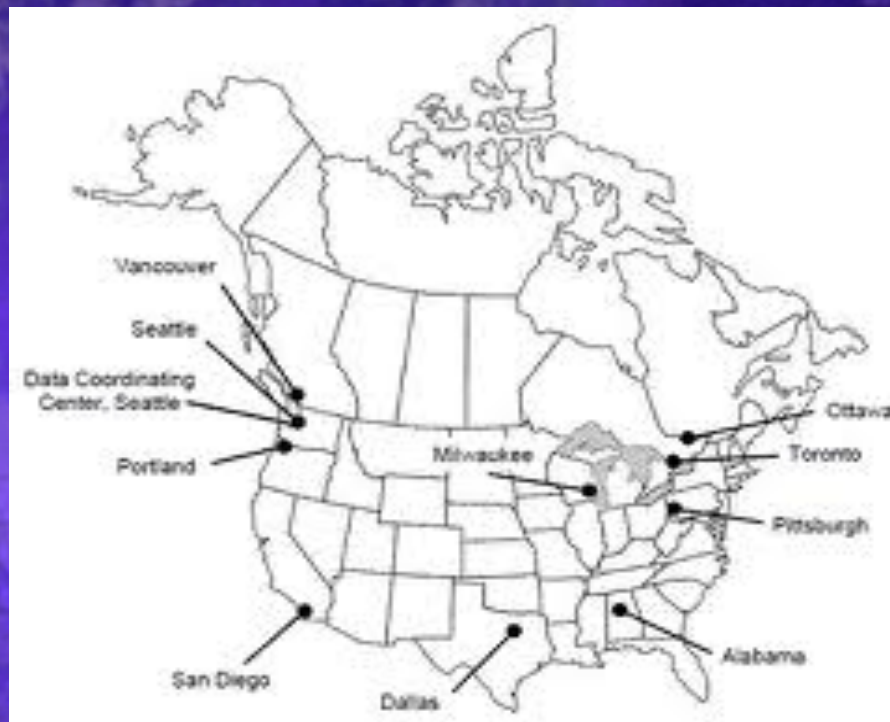 Vancouver
Seattle
Data Coordinating
Center, Seattle
Portland
Milwaukee
Ottawa
Toronto
Pittsburgh
Alabama
San Diego
Dallas